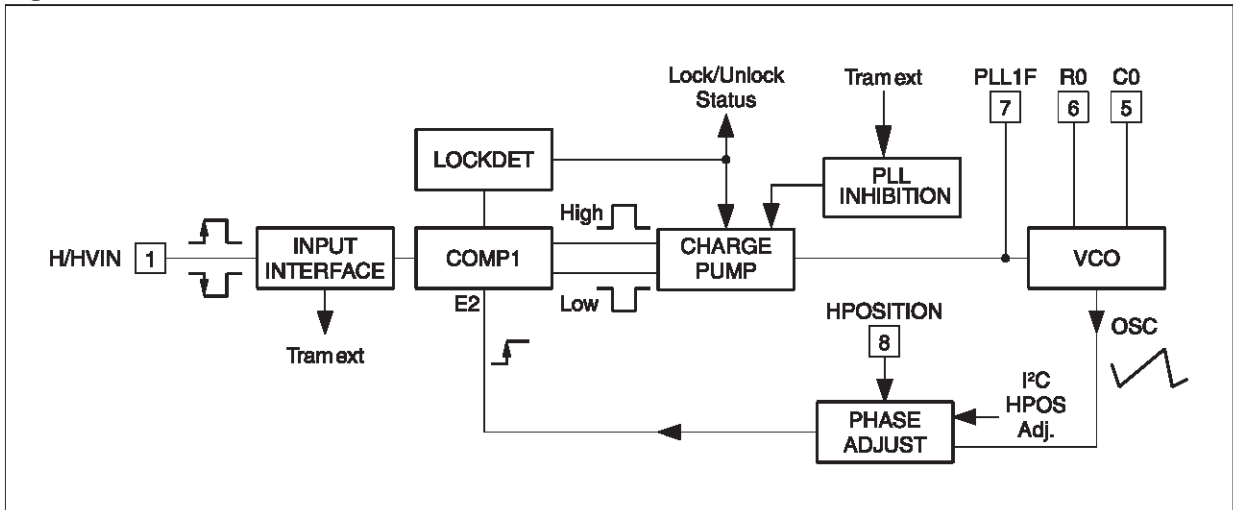 Lock/Unlock
Status
Tram ext
PLL1F
R0
C0
7
6
5
LOCKDET
PLL
INHIBITION
High
H/HVIN
1
INPUT
INTERFACE
COMP1
CHARGE
PUMP
VCO
E2
Low
Tram ext
HPOSITION
8
OSC
I²C
HPOS
Adj.
PHASE
ADJUST